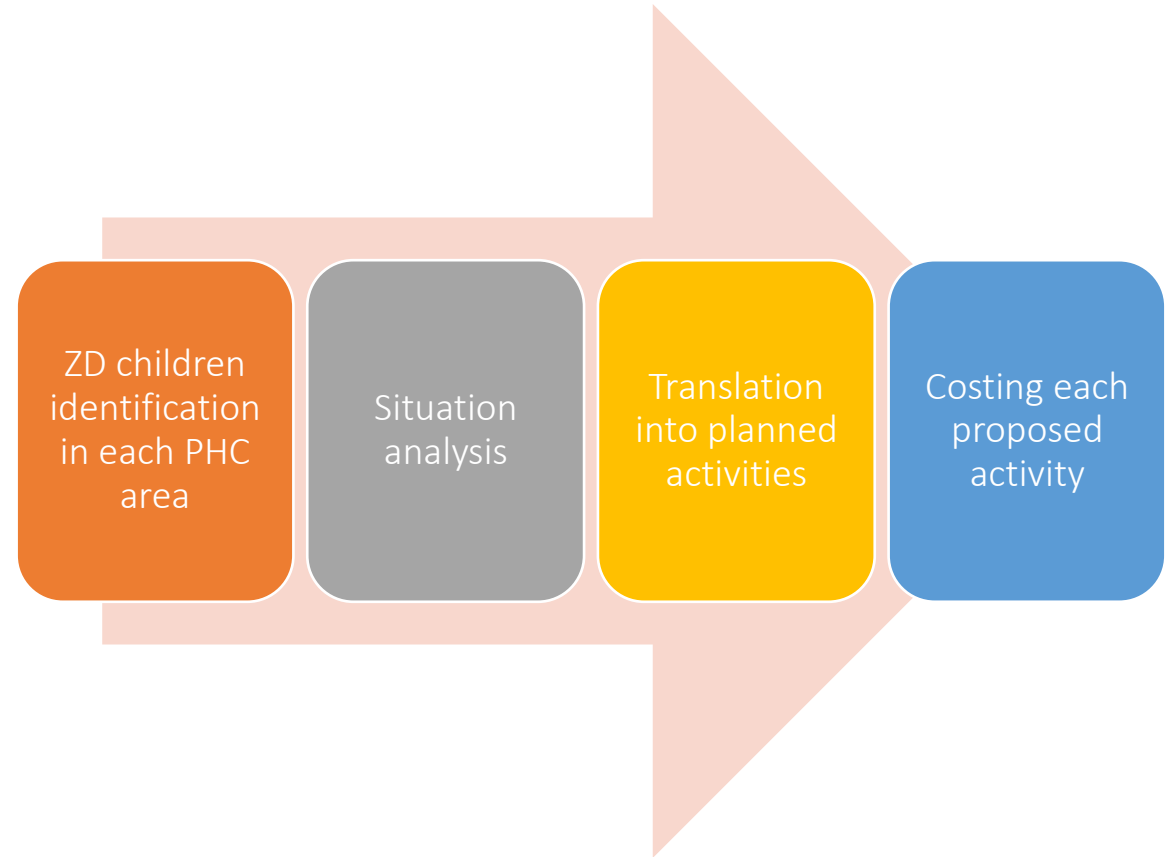 ZD children
identification
in each PHC
area
Situation
analysis
Translation
into planned
activities
Costing each
proposed
activity